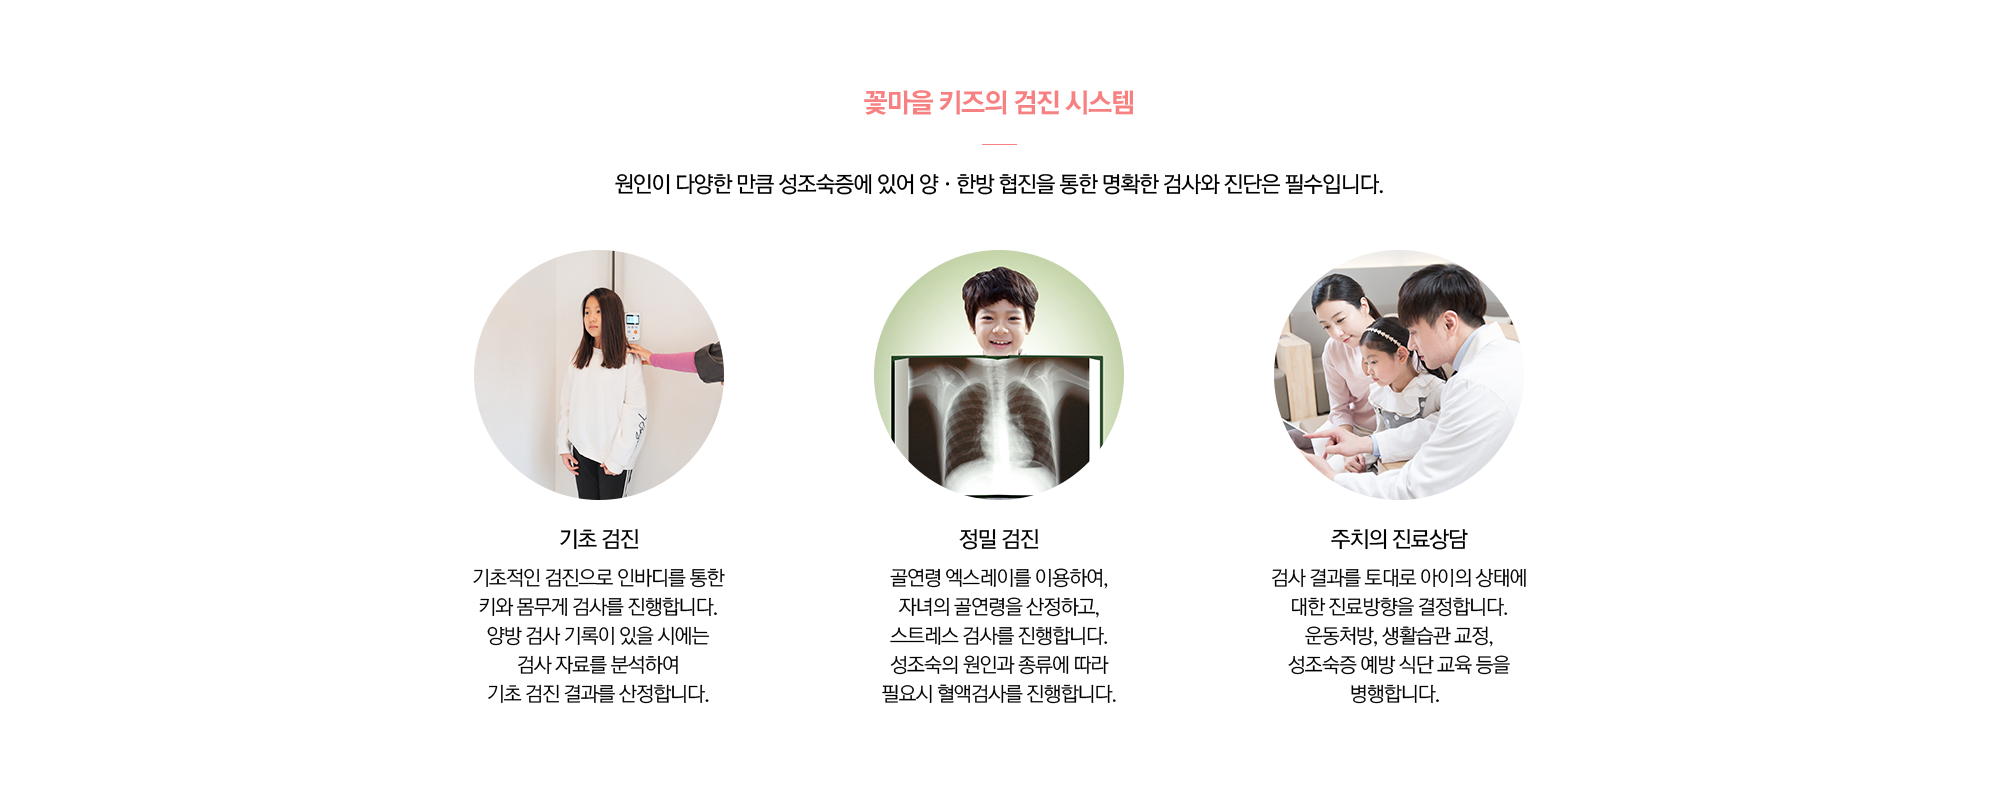 꽃마을 키즈의 검진 시스템
원인이 다양한 만큼 성조숙증에 있어 양 · 한방 협진을 통한 명확한 검사와 진단은 필수입니다.
기초 검진
기초적인 검진으로 인바디를 통한
키와 몸무게 검사를 진행합니다.
양방 검사 기록이 있을 시에는
검사 자료를 분석하여
기초 검진 결과를 산정합니다.
정밀 검진
골연령 엑스레이를 이용하여,
자녀의 골연령을 산정하고,
스트레스 검사를 진행합니다.
성조숙의 원인과 종류에 따라
필요시 혈액검사를 진행합니다.
주치의 진료상담
검사 결과를 토대로 아이의 상태에
대한 진료방향을 결정합니다.
운동처방, 생활습관 교정,
성조숙증 예방 식단 교육 등을
병행합니다.